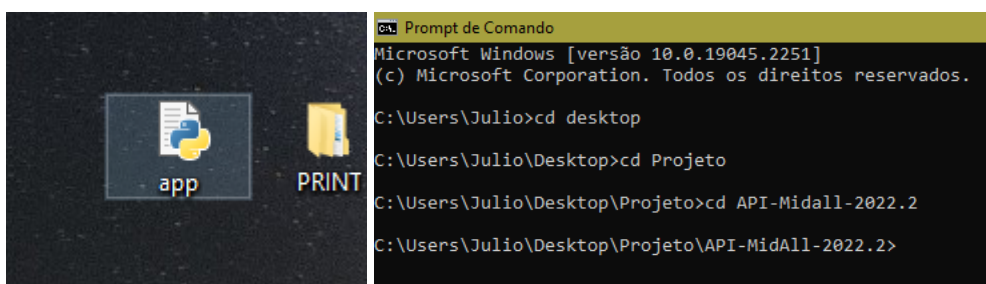 app
PRINT
Prompt de Comando
Microsoft Windows [versão 10.0.19045.2251]
(c) Microsoft Corporation. Todos os direitos reservados.
C:\Users\Julio>cd desktop
C:\Users\Julio\Desktop>cd Projeto
C:\Users\Julio\Desktop\Projeto>cd API-Midall-2022.2
C:\Users\Julio\Desktop\Projeto\API-MidAll-2022.2>